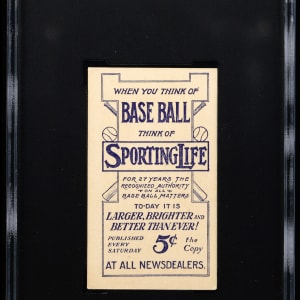 WHEN YOU THINK OF
BASE BALL
THINK OF
SPORTING LIFE
FOR 27 YEARS THE
RECOGNIZED AUTHORITY
ON ALL
BASE BALL MATTERS
TO-DAY IT IS
LARGER, BRIGHTER AND
BETTER THAN EVER!
PUBLISHED EVERY SATURDAY 5¢ the Copy
AT ALL NEWSDEALERS.